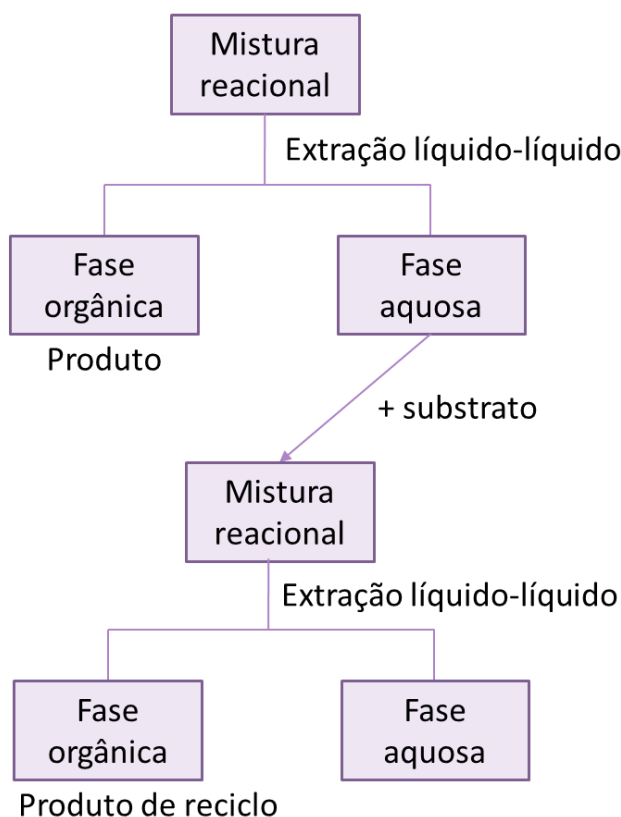 Mistura
reacional
Extração líquido-líquido
Fase
orgânica
Fase
aquosa
Produto
+ substrato
Mistura
reacional
Extração líquido-líquido
Fase
orgânica
Fase
aquosa
Produto de reciclo